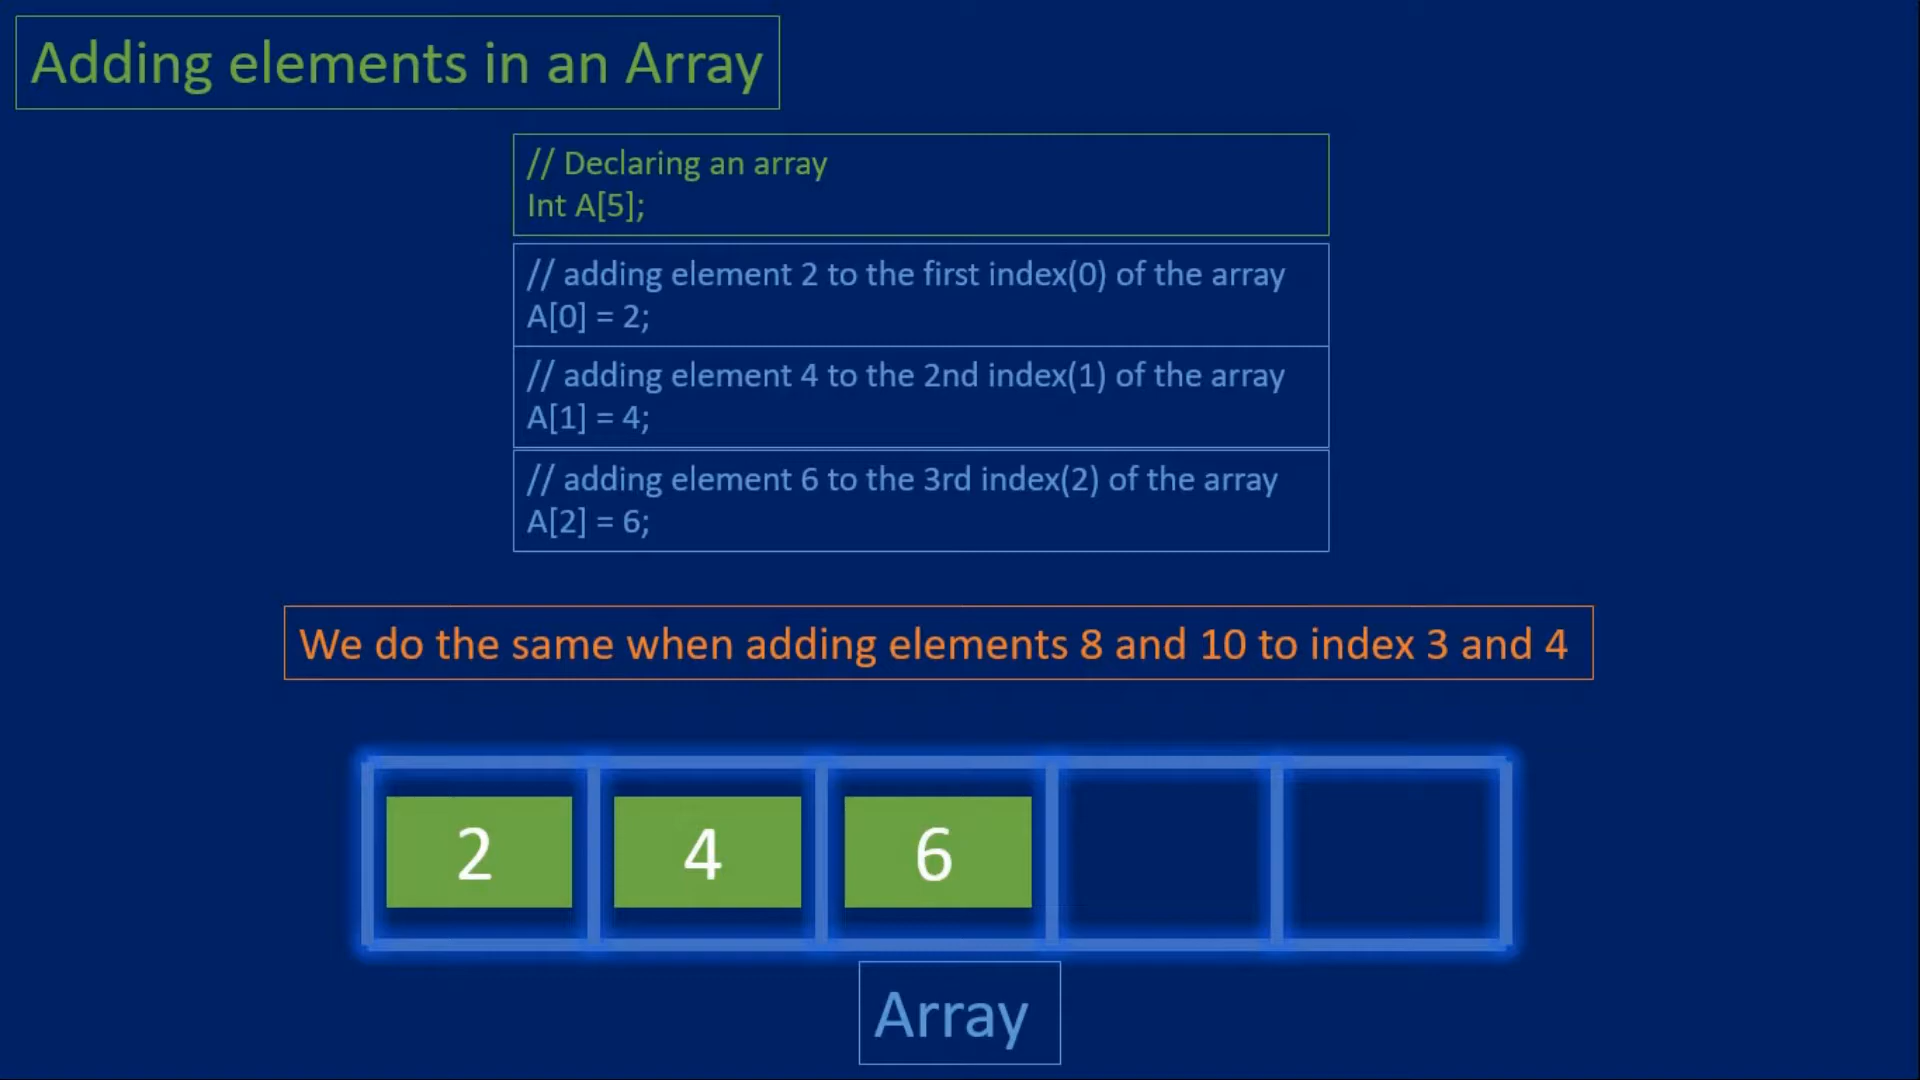 Adding elements in an Array
// Declaring an array
Int A[5];
// adding element 2 to the first index(0) of the array
A[0] = 2;
// adding element 4 to the 2nd index(1) of the array
A[1] = 4;
// adding element 6 to the 3rd index(2) of the array
A[2] = 6;
We do the same when adding elements 8 and 10 to index 3 and 4
2 4 6
Array